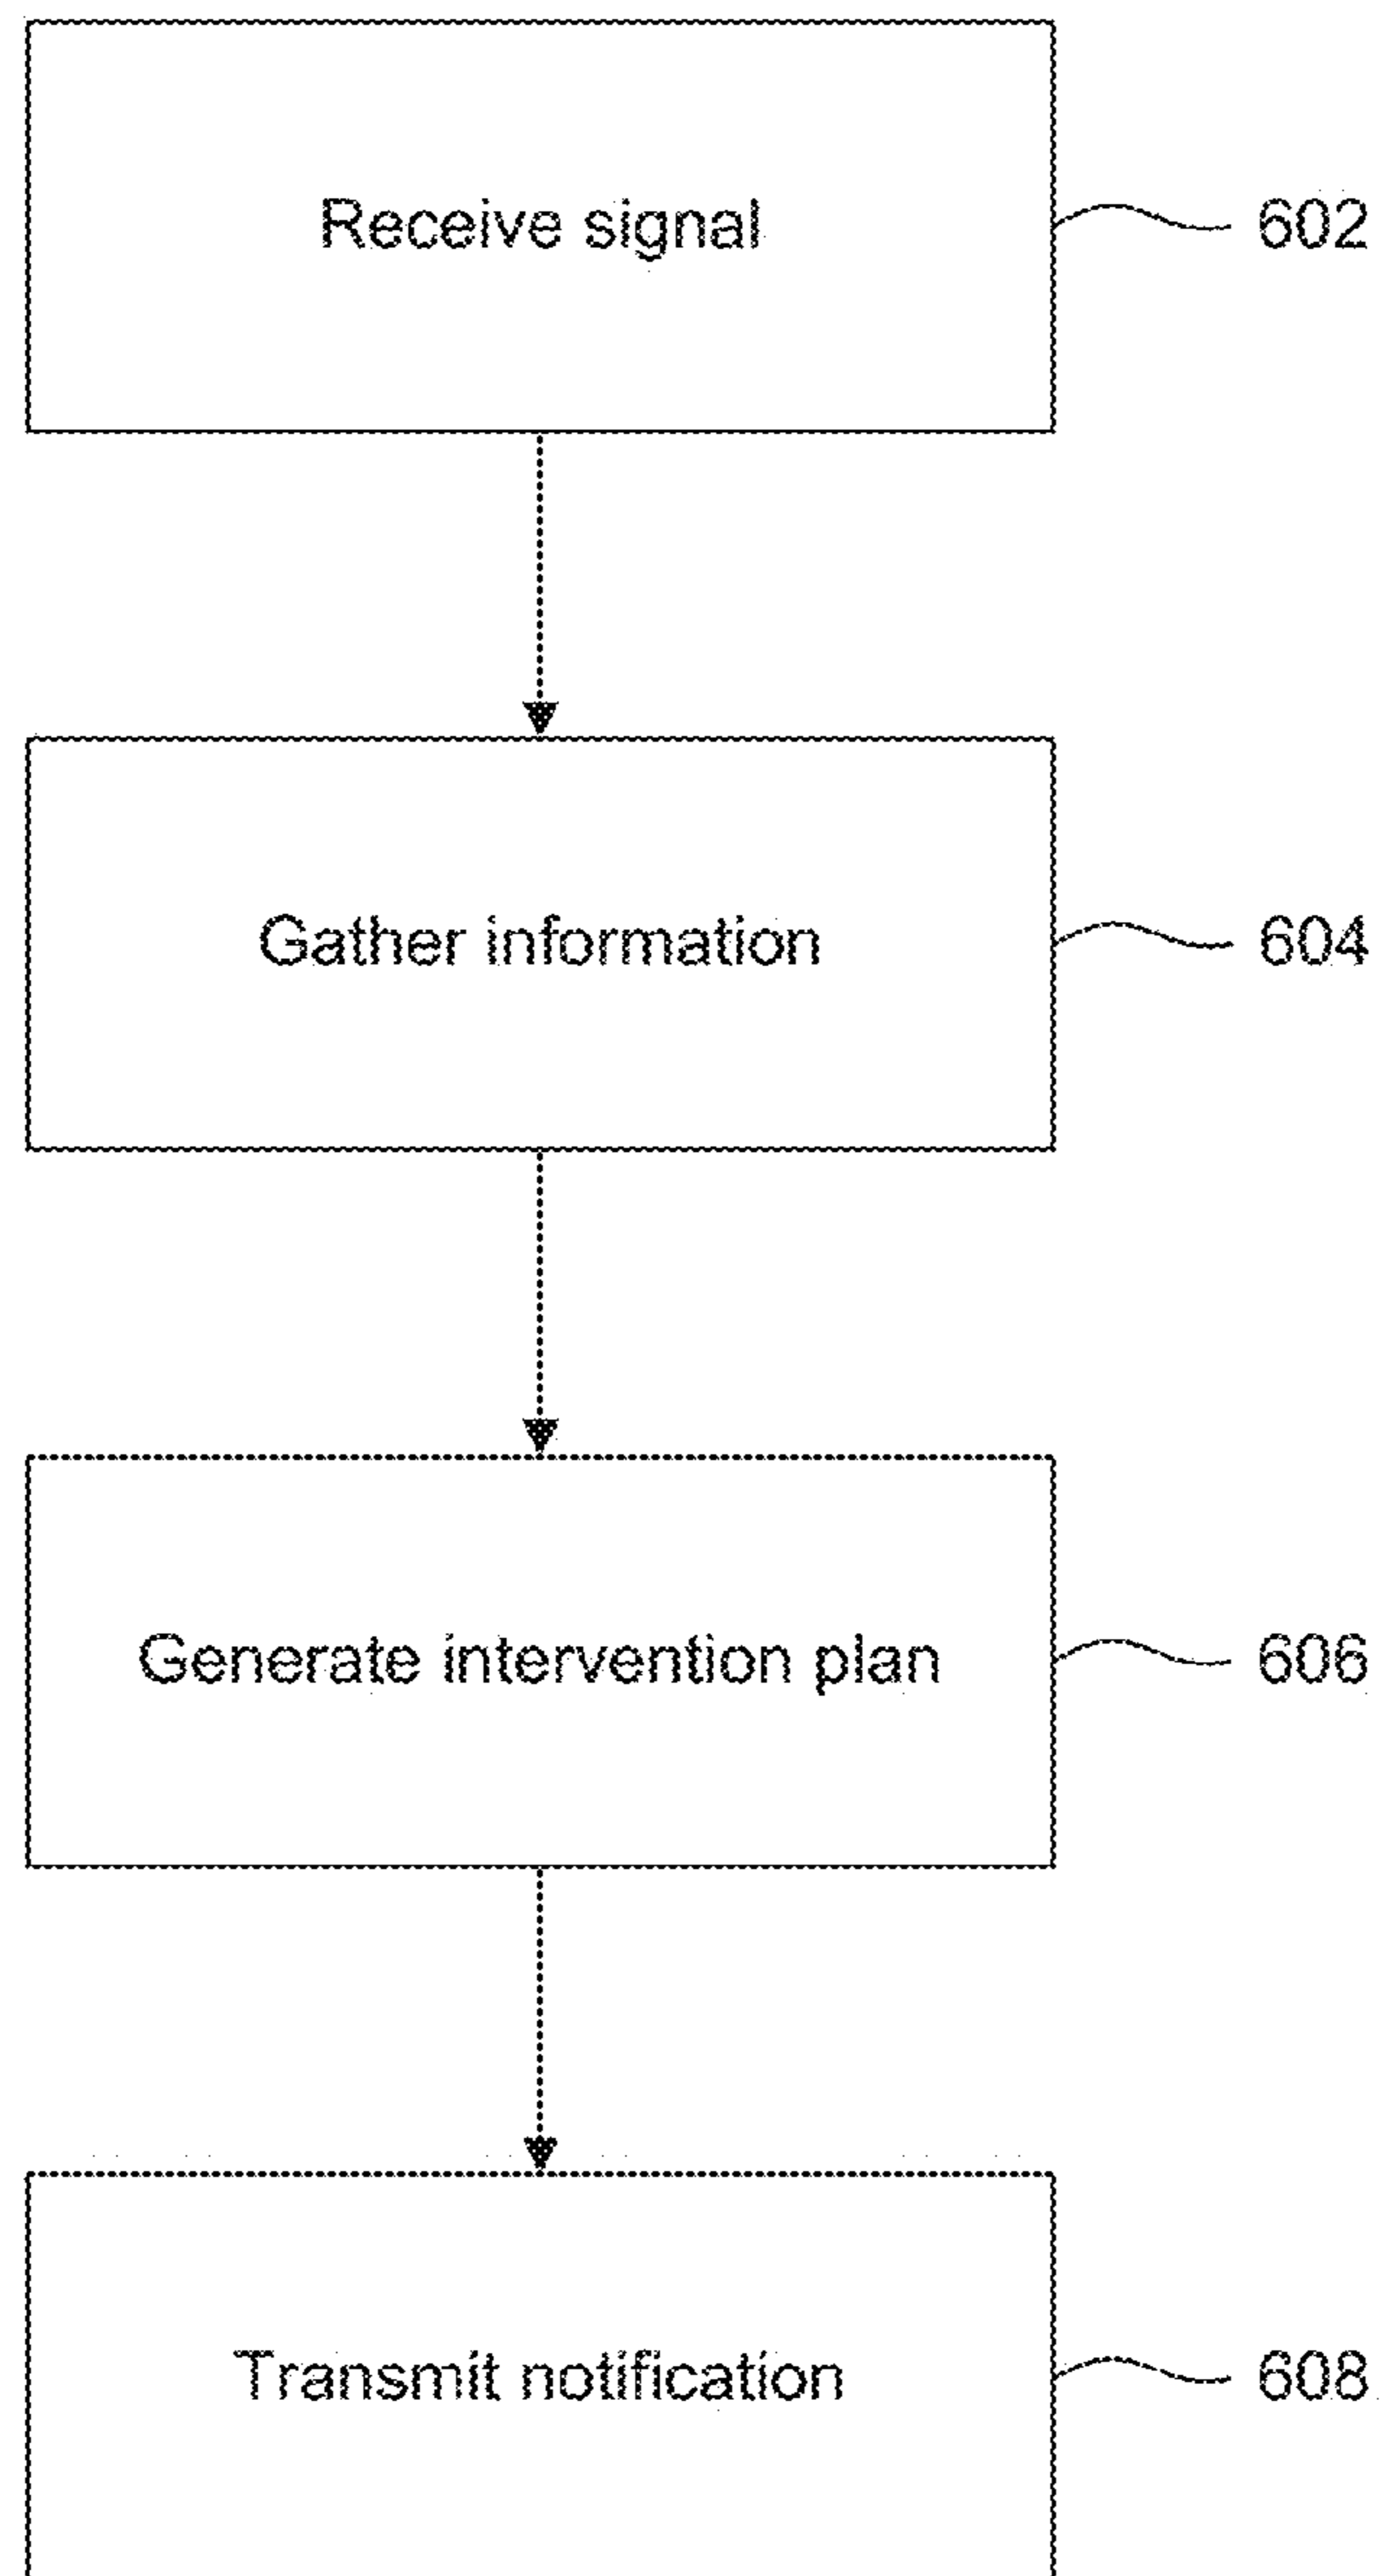 Receive signal 602
Gather information 604
Generate intervention plan 606
Transmit notification 608